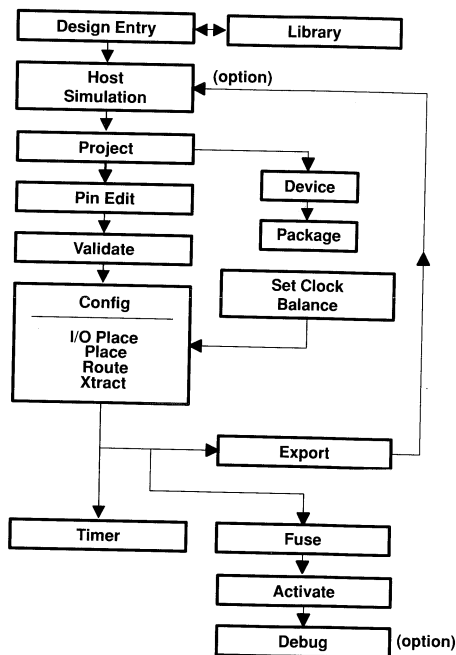 Design Entry
Library
Host
Simulation
(option)
Project
Device
Pin Edit
Package
Validate
Config
Set Clock
Balance
I/O Place
Place
Route
Xtract
Export
Timer
Fuse
Activate
Debug
(option)